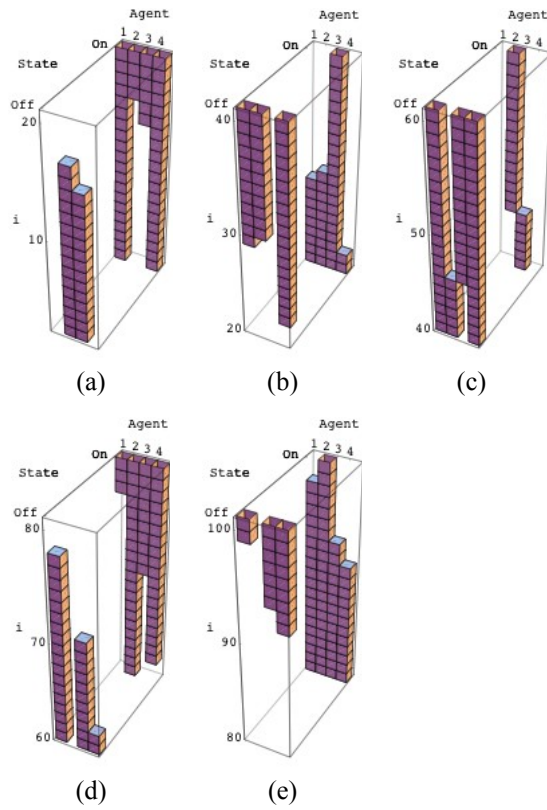 Agent
1 2 3 4
On
State
Off
20
i
10
(a)
Agent
1 2 3 4
On
State
Off
40
i
30
20
(b)
Agent
1 2 3 4
On
State
Off
60
i
50
40
(c)
Agent
1 2 3 4
On
State
Off
80
i
70
60
(d)
Agent
1 2 3 4
On
State
Off
100
i
90
80
(e)